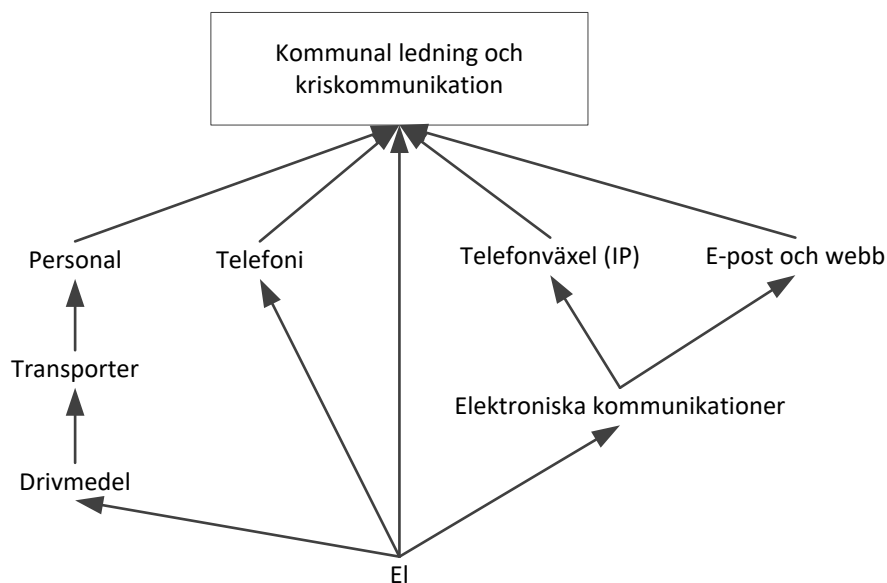 Kommunal ledning och
kriskommunikation
Personal
Telefoni
Telefonväxel (IP)
E-post och webb
Transporter
Elektroniska kommunikationer
Drivmedel
El